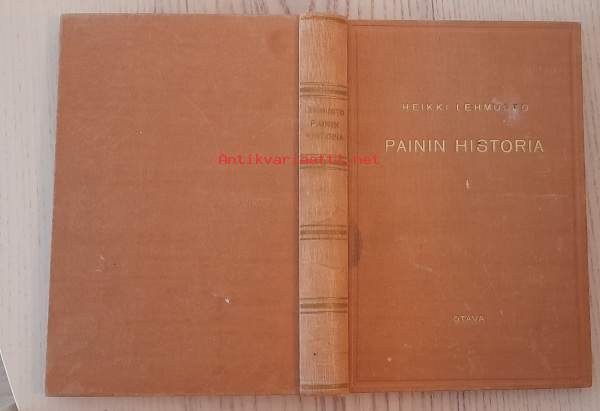 HEIKKI LEHMUSTO
PAININ HISTORIA
OTAVA
LEHMUSTO
PAININ
HISTORIA
Antikvariaatti.net